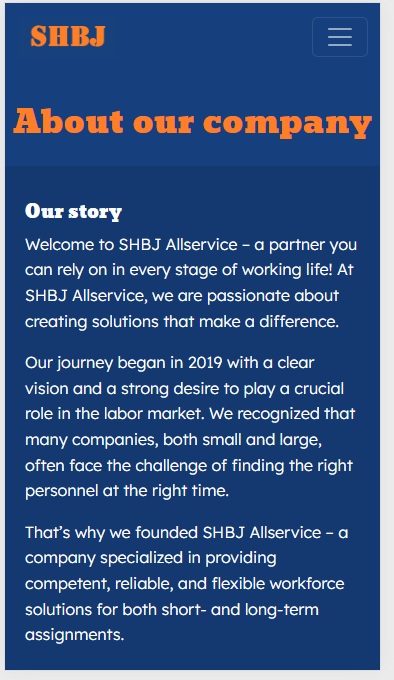 SHBJ
About our company
Our story
Welcome to SHBJ Allservice – a partner you
can rely on in every stage of working life! At
SHBJ Allservice, we are passionate about
creating solutions that make a difference.
Our journey began in 2019 with a clear
vision and a strong desire to play a crucial
role in the labor market. We recognized that
many companies, both small and large,
often face the challenge of finding the right
personnel at the right time.
That’s why we founded SHBJ Allservice – a
company specialized in providing
competent, reliable, and flexible workforce
solutions for both short- and long-term
assignments.